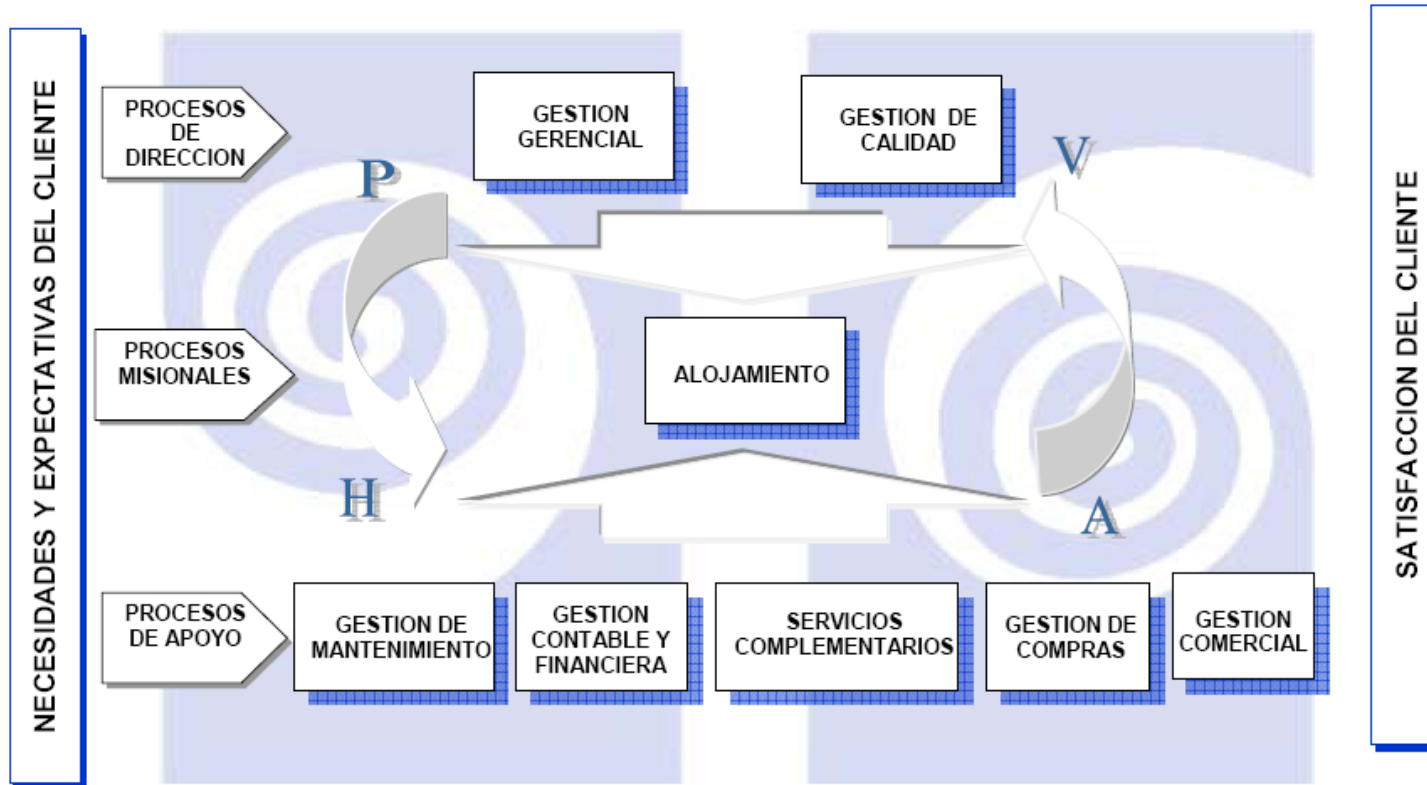 NECESIDADES Y EXPECTATIVAS DEL CLIENTE
PROCESOS
DE
DIRECCION
GESTION
GERENCIAL
GESTION DE
CALIDAD
P
V
PROCESOS
MISIONALES
ALOJAMIENTO
H
A
PROCESOS
DE APOYO
GESTION DE
MANTENIMIENTO
GESTION
CONTABLE Y
FINANCIERA
SERVICIOS
COMPLEMENTARIOS
GESTION DE
COMPRAS
GESTION
COMERCIAL
SATISFACCION DEL CLIENTE